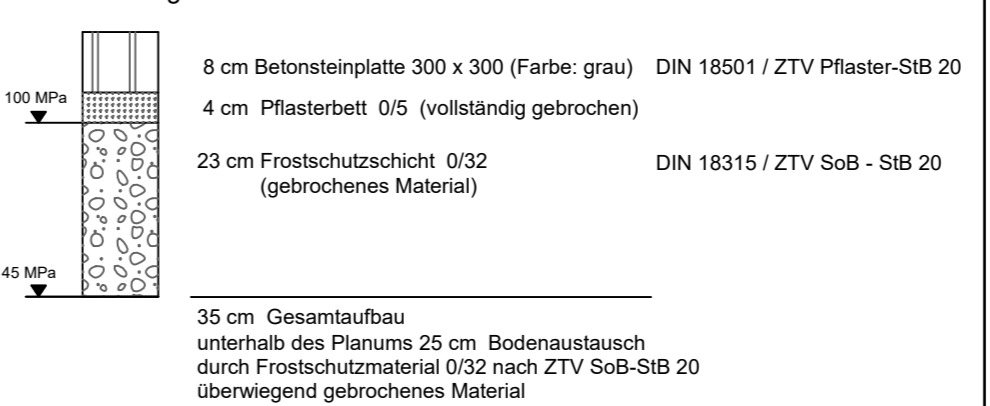 8 cm Betonsteinplatte 300 x 300 (Farbe: grau) DIN 18501 / ZTV Pflaster-StB 20
100 MPa
4 cm Pflasterbett 0/5 (vollständig gebrochen)
23 cm Frostschutzschicht 0/32 DIN 18315 / ZTV SoB - StB 20
(gebrochenes Material)
45 MPa
35 cm Gesamtaufbau
unterhalb des Planums 25 cm Bodenaustausch
durch Frostschutzmaterial 0/32 nach ZTV SoB-StB 20
überwiegend gebrochenes Material